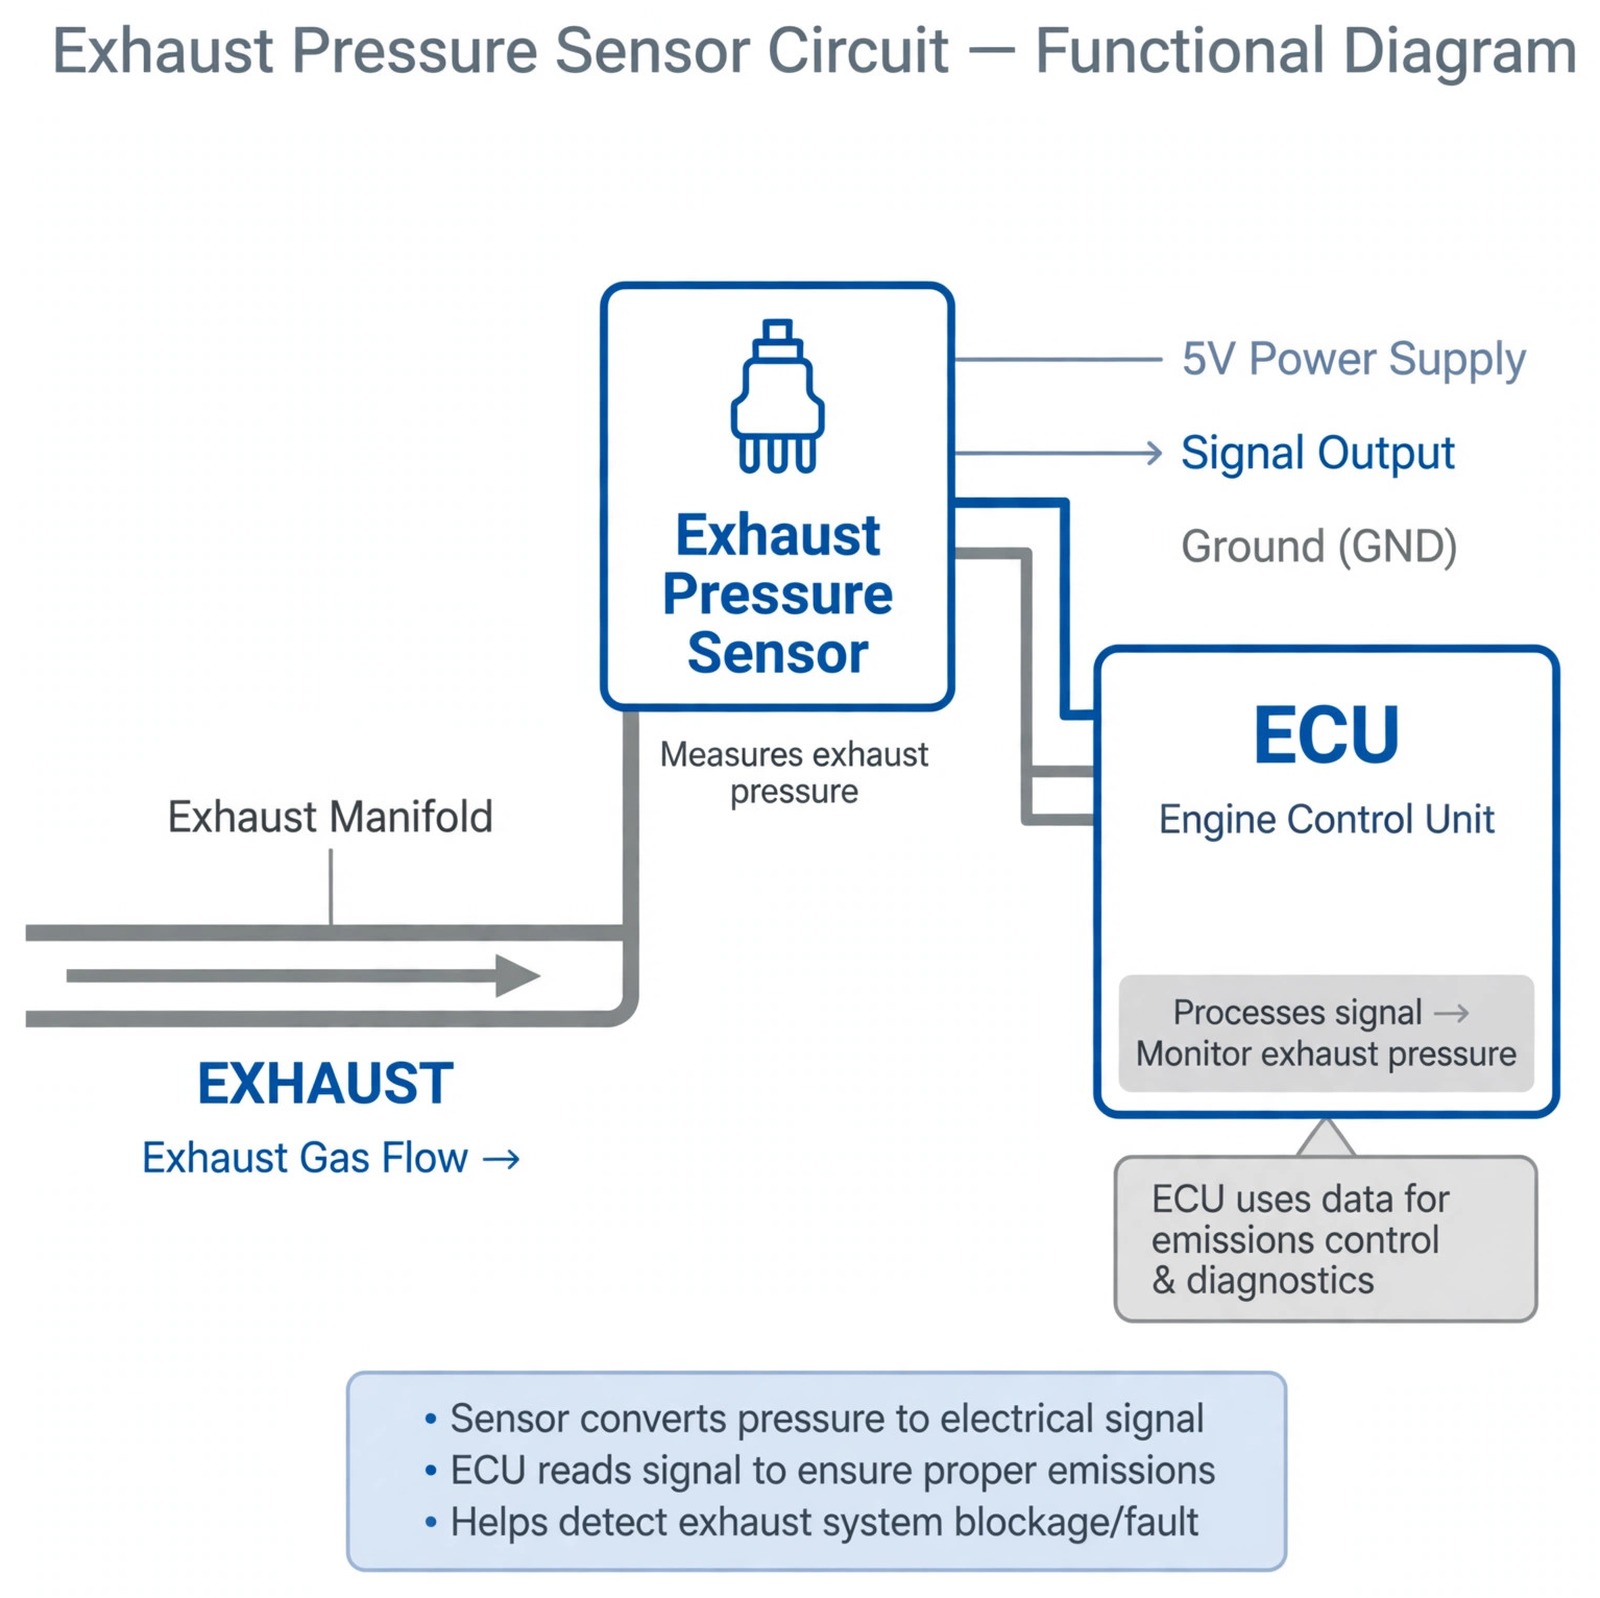 Exhaust Pressure Sensor Circuit — Functional Diagram
5V Power Supply
Signal Output
Ground (GND)
Exhaust
Pressure
Sensor
Measures exhaust
pressure
Exhaust Manifold
EXHAUST
Exhaust Gas Flow →
ECU
Engine Control Unit
Processes signal →
Monitor exhaust pressure
ECU uses data for
emissions control
& diagnostics
• Sensor converts pressure to electrical signal
• ECU reads signal to ensure proper emissions
• Helps detect exhaust system blockage/fault